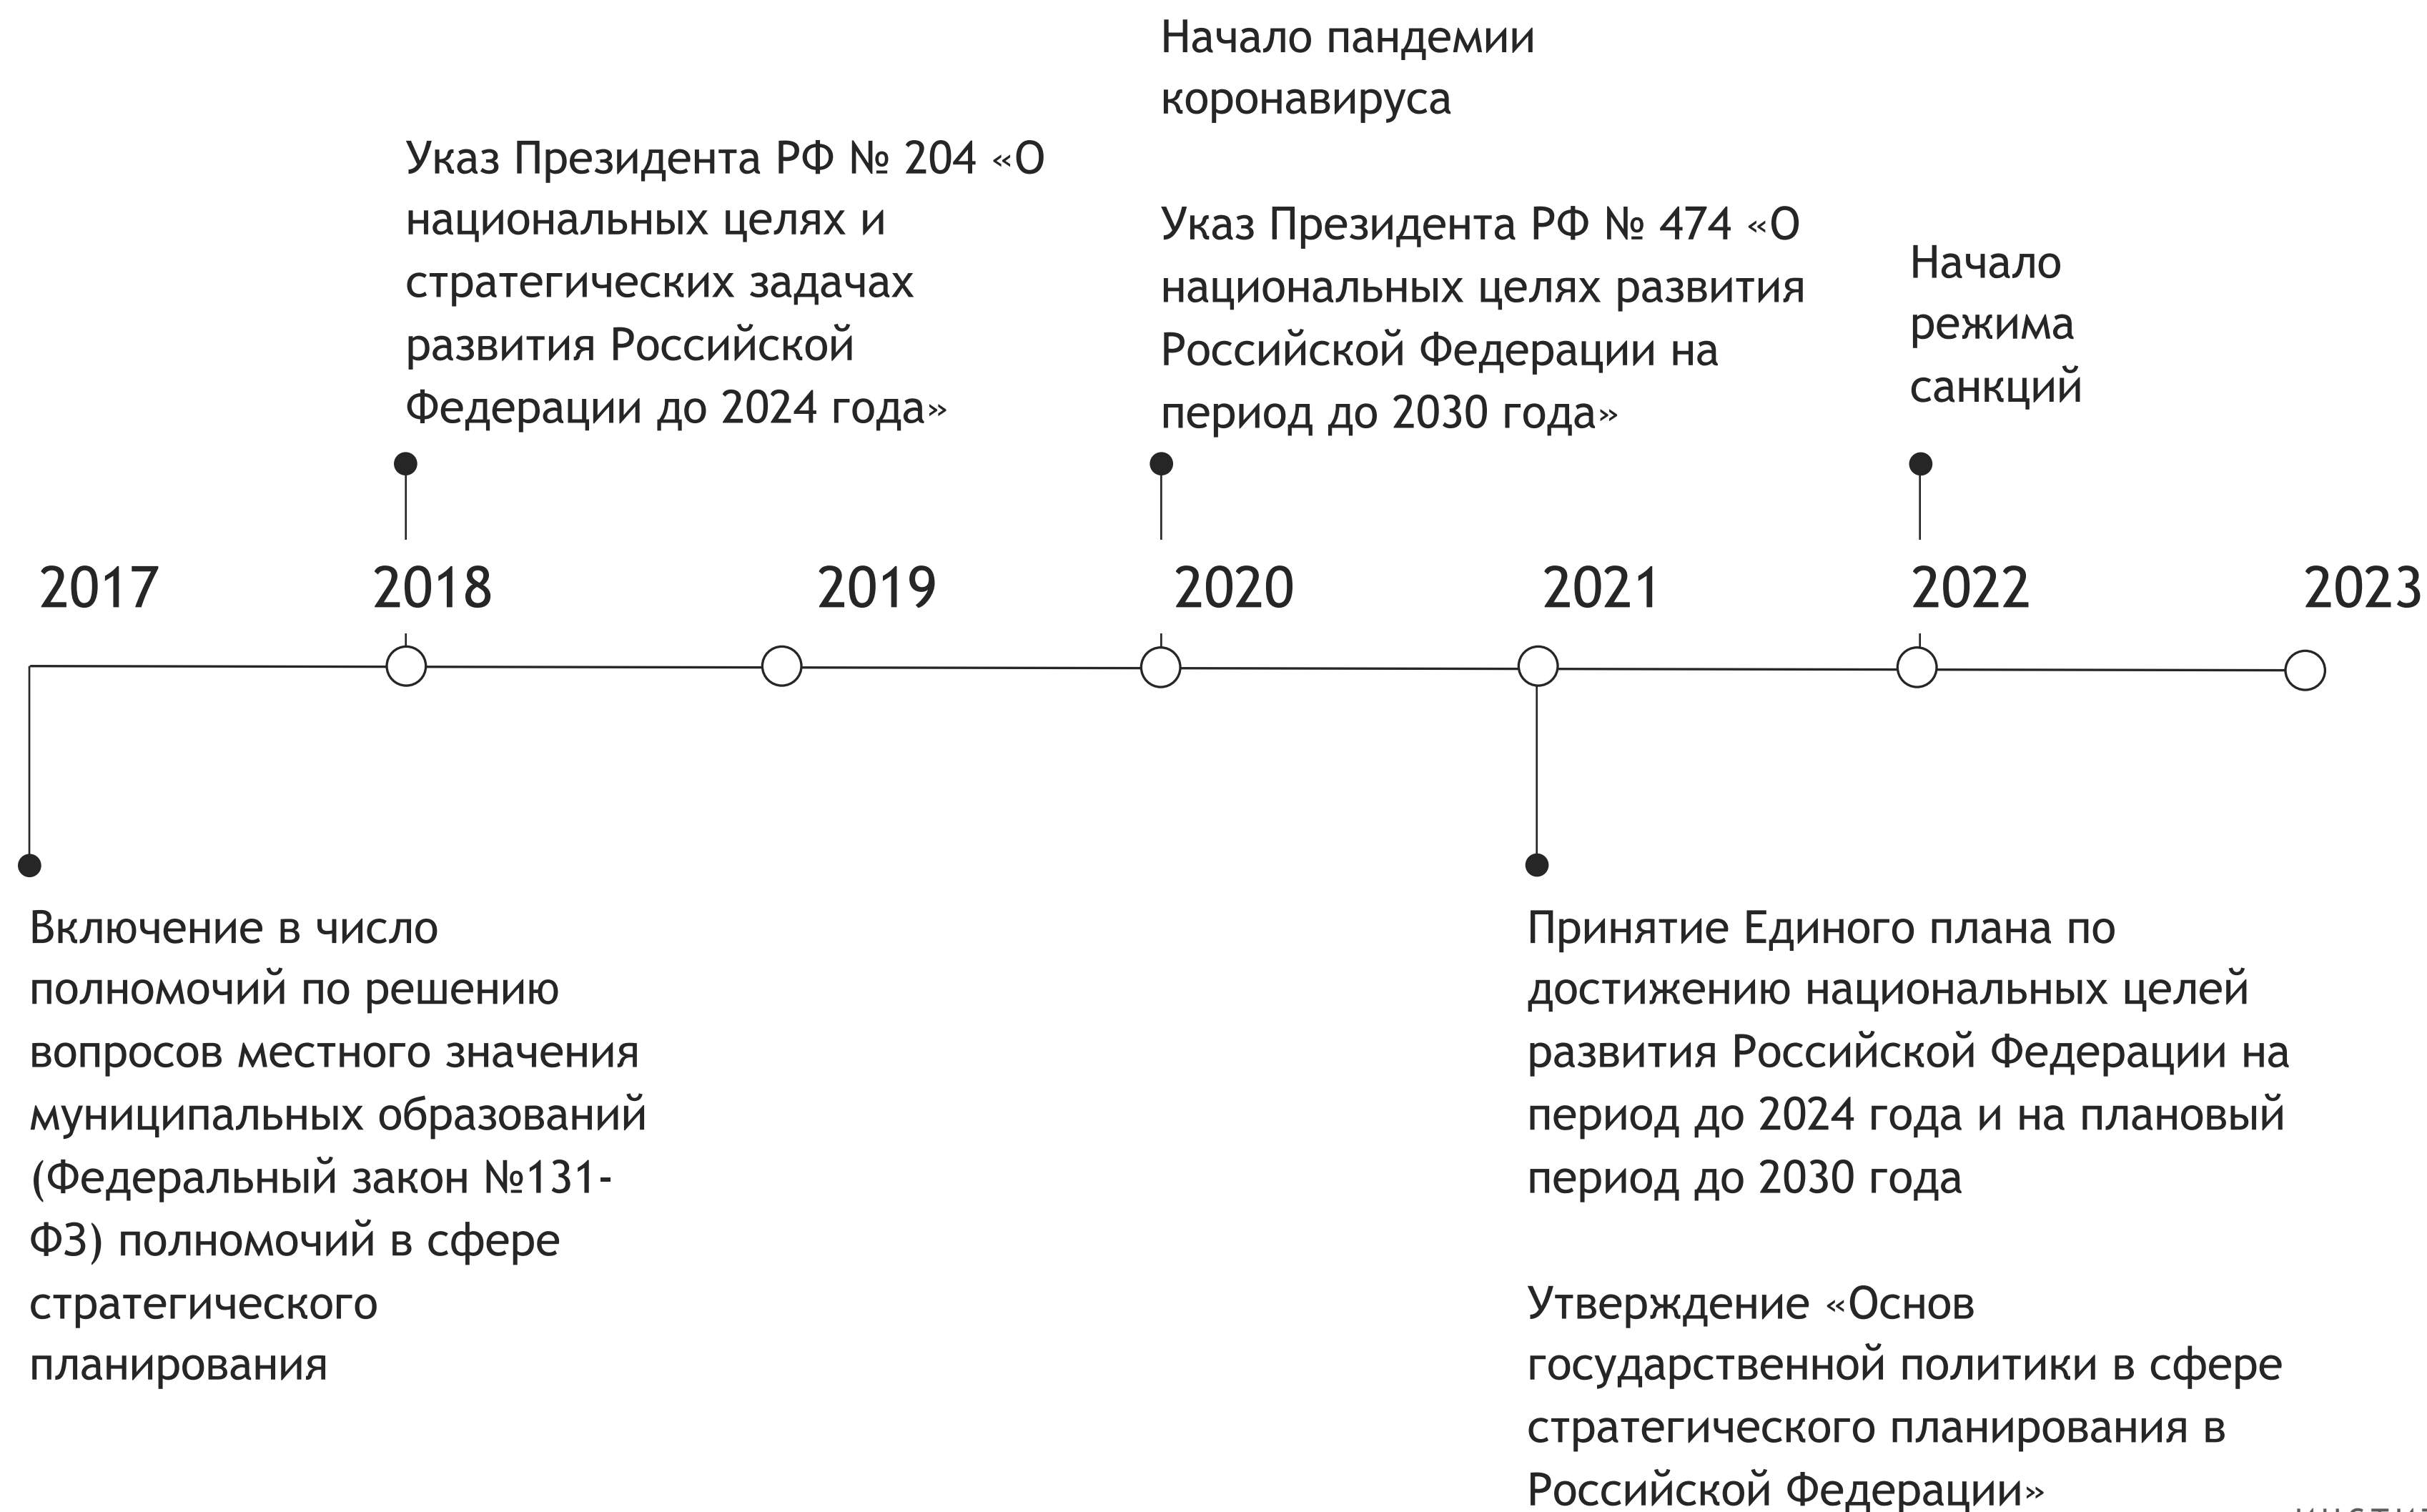 Начало пандемии
коронавируса
Указ Президента РФ № 204 «О
национальных целях и
стратегических задачах
развития Российской
Федерации до 2024 года»
Указ Президента РФ № 474 «О
национальных целях развития
Российской Федерации на
период до 2030 года»
Начало
режима
санкций
2017
2018
2019
2020
2021
2022
2023
Включение в число
полномочий по решению
вопросов местного значения
муниципальных образований
(Федеральный закон №131-
ФЗ) полномочий в сфере
стратегического
планирования
Принятие Единого плана по
достижению национальных целей
развития Российской Федерации на
период до 2024 года и на плановый
период до 2030 года
Утверждение «Основ
государственной политики в сфере
стратегического планирования в
Российской Федерации»